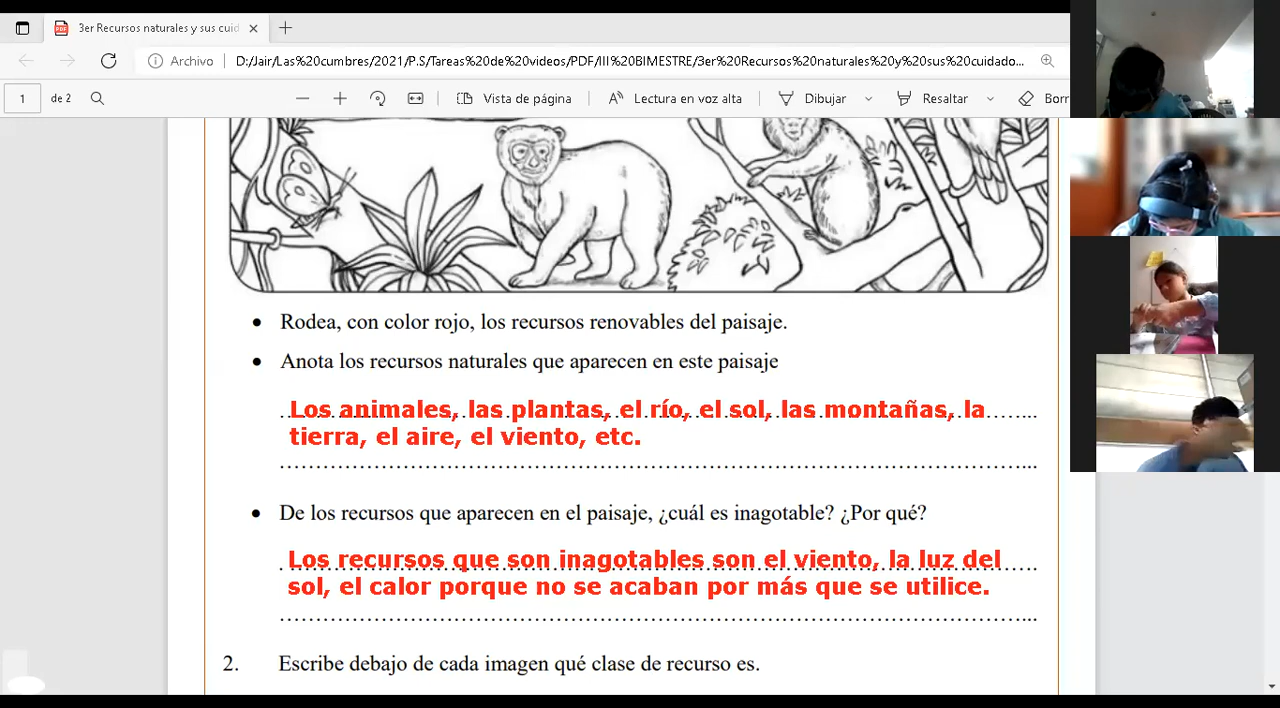 3er Recursos naturales y sus cuid
Archivo
D:/Jair/Las%20cumbres/2021/P.S/Tareas%20de%20videos/PDF/III%20BIMESTRE/3er%20Recursos%20naturales%20y%20sus%20cuidado...
1 de 2
Vista de página
Lectura en voz alta
Dibujar
Resaltar
Borr
• Rodea, con color rojo, los recursos renovables del paisaje.
• Anota los recursos naturales que aparecen en este paisaje
Los animales, las plantas, el río, el sol, las montañas, la
tierra, el aire, el viento, etc.
• De los recursos que aparecen en el paisaje, ¿cuál es inagotable? ¿Por qué?
Los recursos que son inagotables son el viento, la luz del
sol, el calor porque no se acaban por más que se utilice.
2. Escribe debajo de cada imagen qué clase de recurso es.